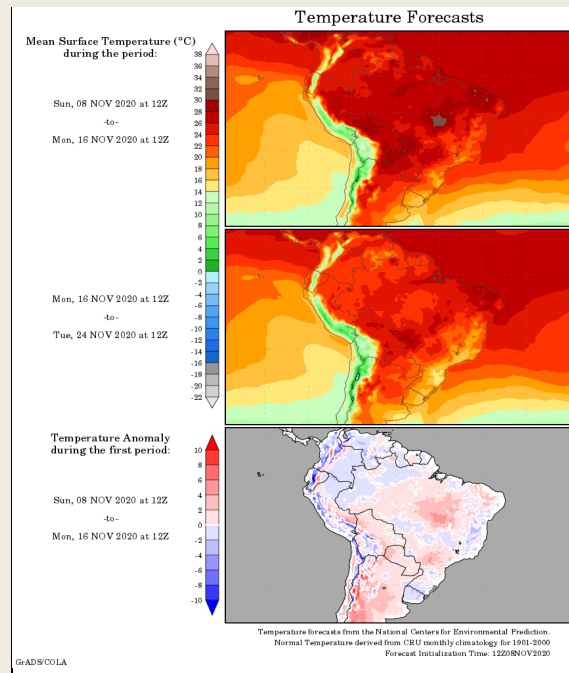 Temperature Forecasts
Mean Surface Temperature (°C)
during the period:
Sun, 08 NOV 2020 at 12Z
-to-
Mon, 16 NOV 2020 at 12Z
38
36
34
32
30
28
26
24
22
20
18
16
14
12
10
8
6
4
2
0
-2
-4
-6
-8
-10
-12
-14
-16
-18
-20
-22
Mon, 16 NOV 2020 at 12Z
-to-
Tue, 24 NOV 2020 at 12Z
Temperature Anomaly
during the first period:
Sun, 08 NOV 2020 at 12Z
-to-
Mon, 16 NOV 2020 at 12Z
10
8
6
4
2
0
-2
-4
-6
-8
-10
Temperature forecasts from the National Centers for Environmental Prediction.
Normal Temperature derived from CRU monthly climatology for 1901-2000
Forecast Initialization Time: 12Z08NOV2020
GrADS/COLA